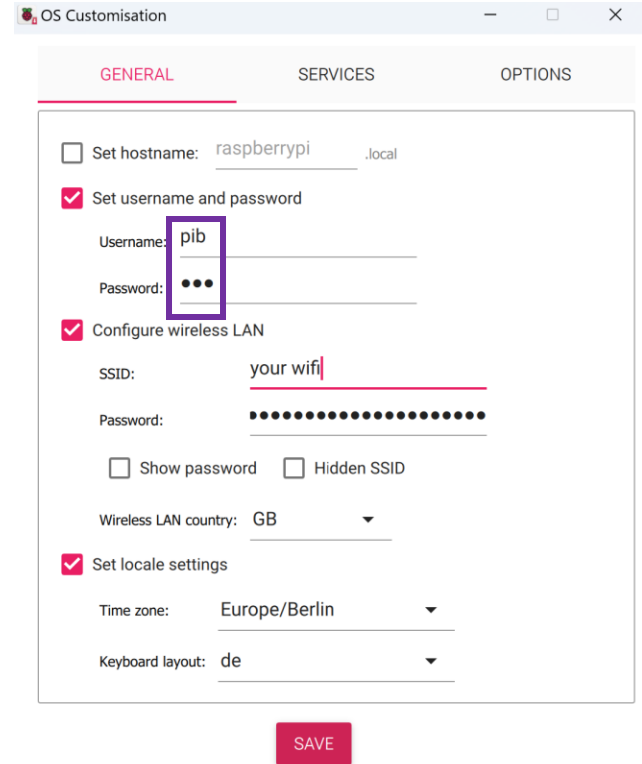 OS Customisation
GENERAL SERVICES OPTIONS
Set hostname: raspberrypi .local
Set username and password
Username: pib
Password: •••
Configure wireless LAN
SSID: your wifi
Password: •••••••••••••••••••••
Show password Hidden SSID
Wireless LAN country: GB
Set locale settings
Time zone: Europe/Berlin
Keyboard layout: de
SAVE